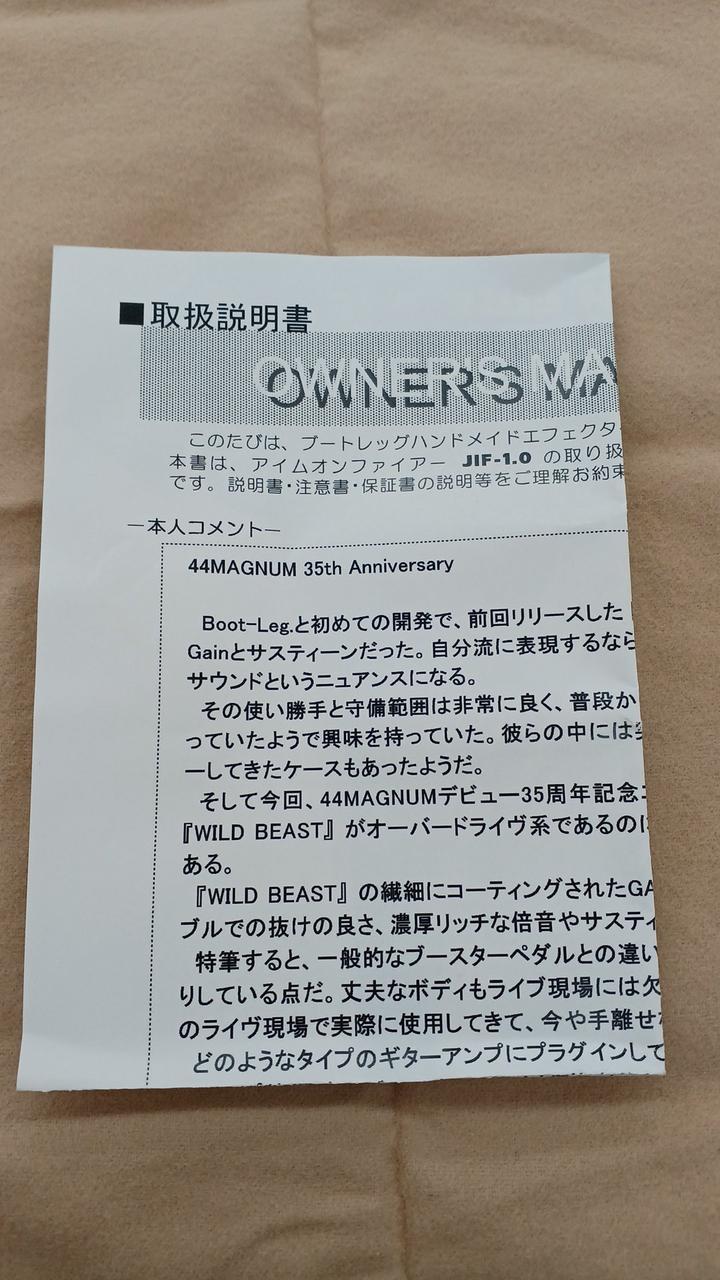 ■取扱説明書
OWNER'S MA
このたびは、ブートレッグハンドメイドエフェクタ
本書は、アイムオンファイアー JIF-1.0 の取り扱
です。説明書・注意書・保証書の説明等をご理解お約束
―本人コメント―
44MAGNUM 35th Anniversary
Boot-Leg.と初めての開発で、前回リリースした
Gainとサスティーンだった。自分流に表現するなら
サウンドというニュアンスになる。
その使い勝手と守備範囲は非常に良く、普段か
っていたようで興味を持っていた。彼らの中には
ーしてきたケースもあったようだ。
そして今回、44MAGNUMデビュー35周年記念
『WILD BEAST』がオーバードライヴ系であるのに
ある。
『WILD BEAST』の繊細にコーティングされたGA
ブルでの抜けの良さ、濃厚リッチな倍音やサスティ
特筆すると、一般的なブースターペダルとの違い
りしている点だ。丈夫なボディもライブ現場には欠
のライヴ現場で実際に使用してきて、今や手離せ
どのようなタイプのギターアンプにプラグインして